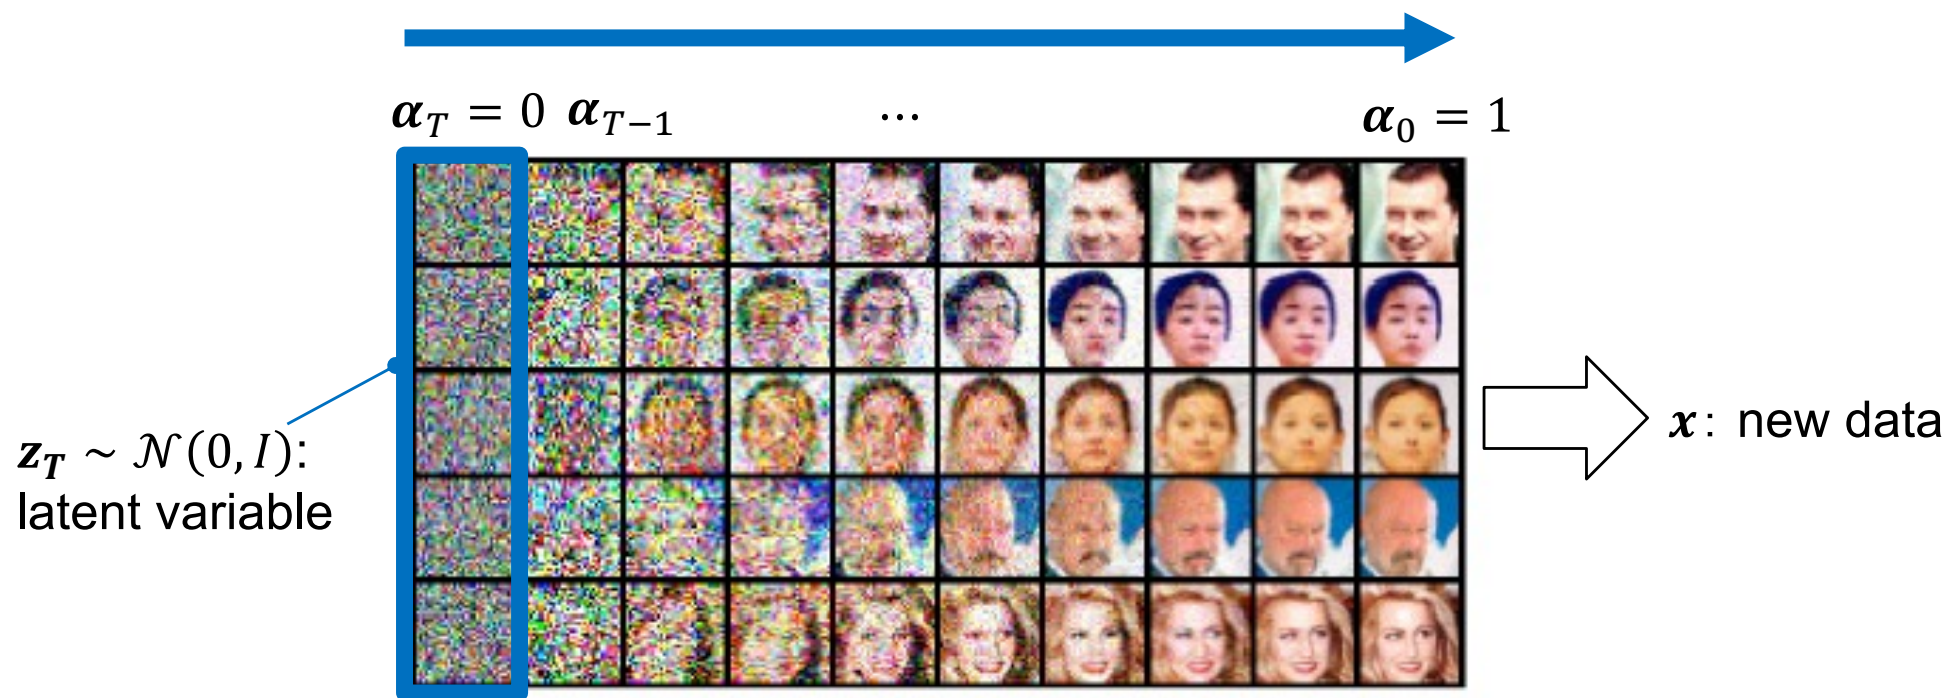 𝜶_T = 0 𝜶_{T−1} ⋯ 𝜶_0 = 1
𝒛_T ~ 𝒩(0, I):
latent variable
𝒙: new data